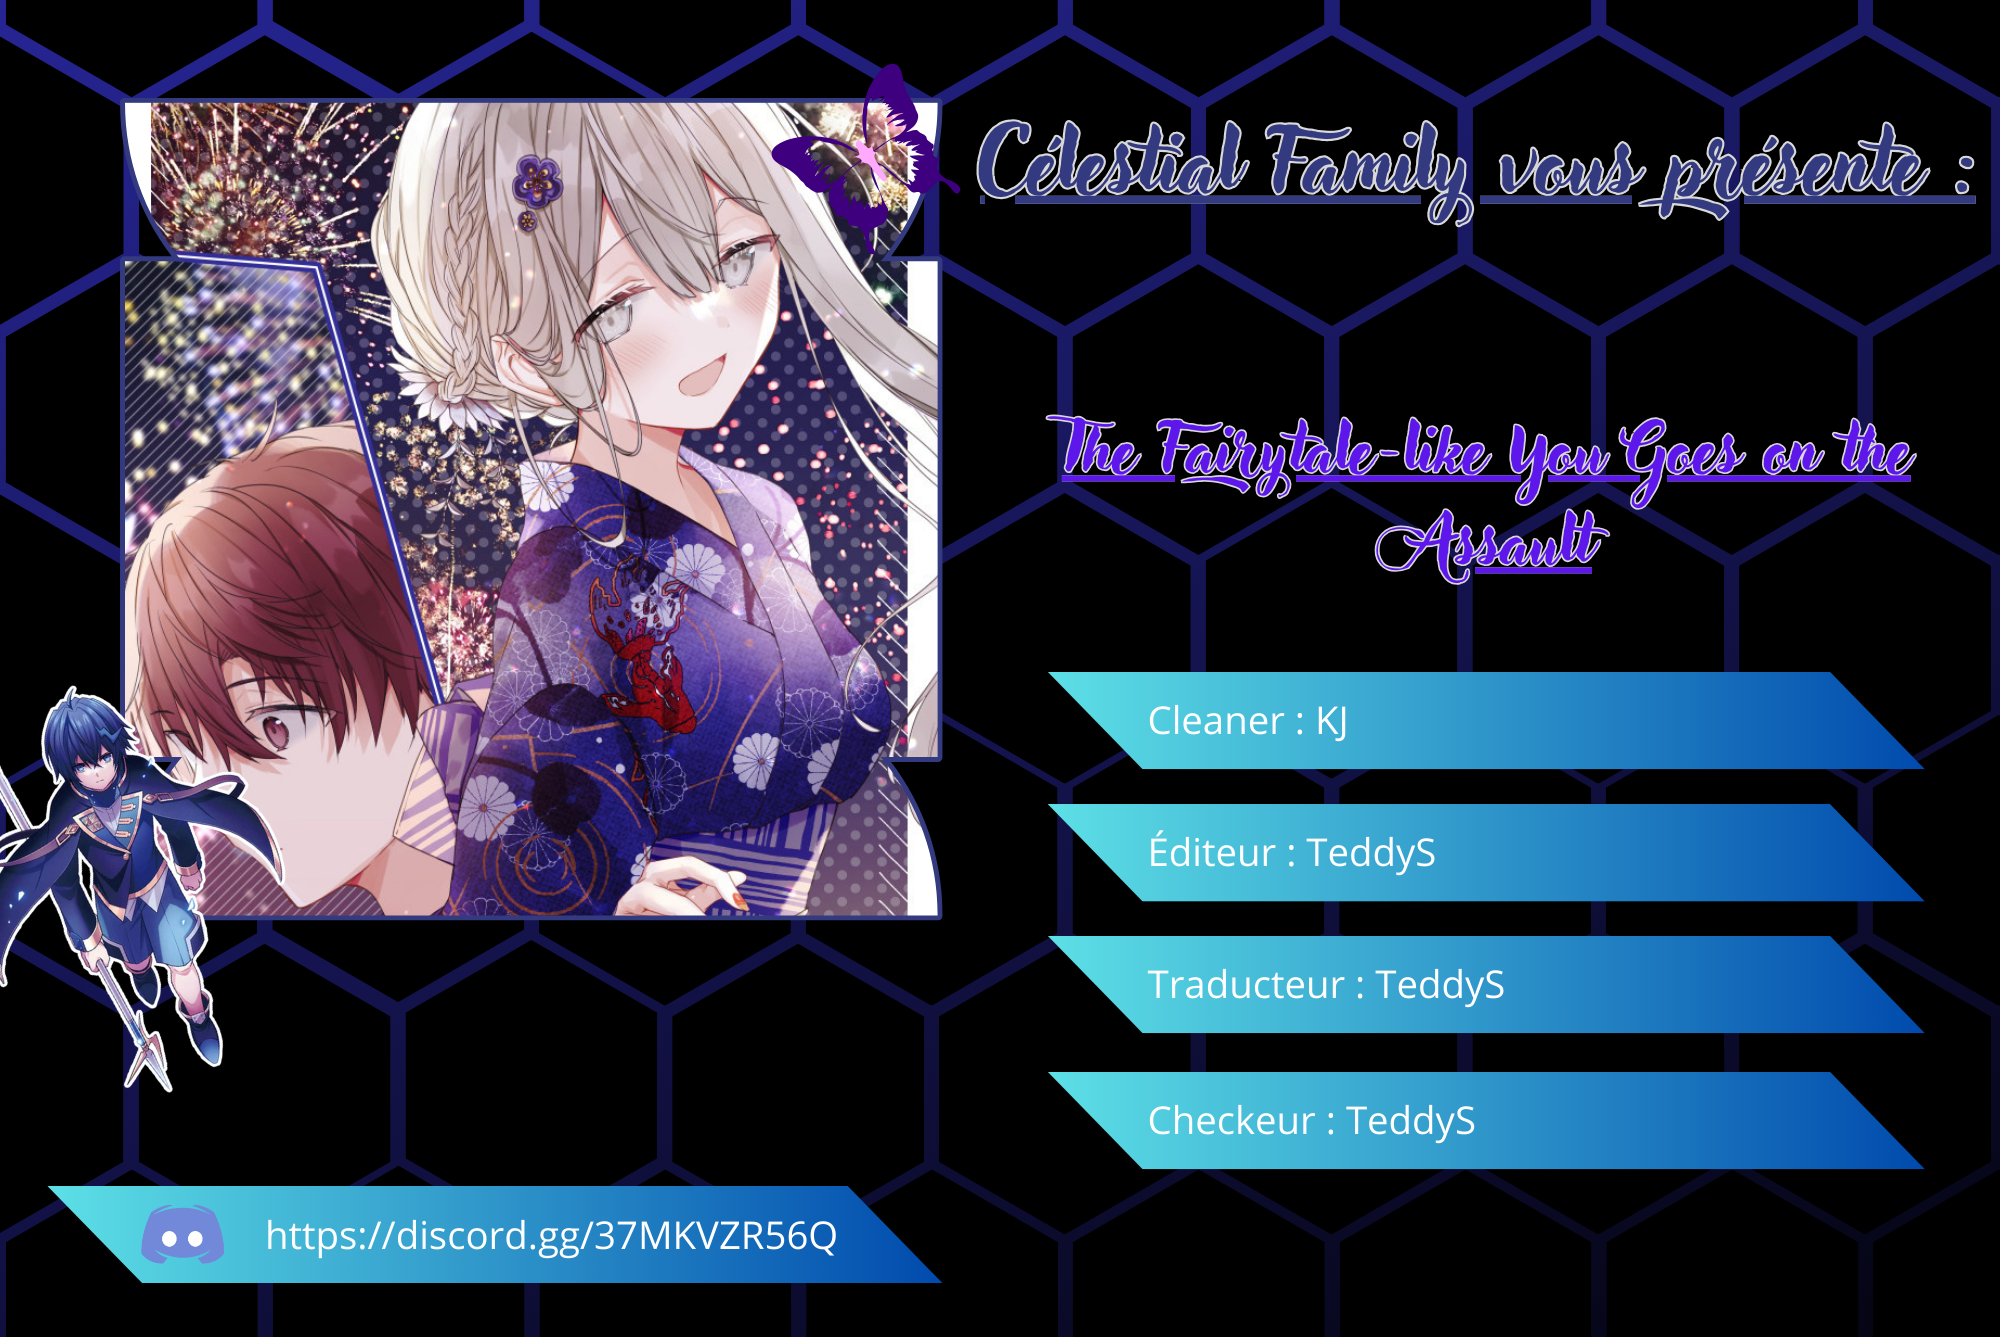 Célestial Family vous présente :
The Fairytale-like You Goes on the
Assault
Cleaner : KJ
Éditeur : TeddyS
Traducteur : TeddyS
Checkeur : TeddyS
https://discord.gg/37MKVZR56Q